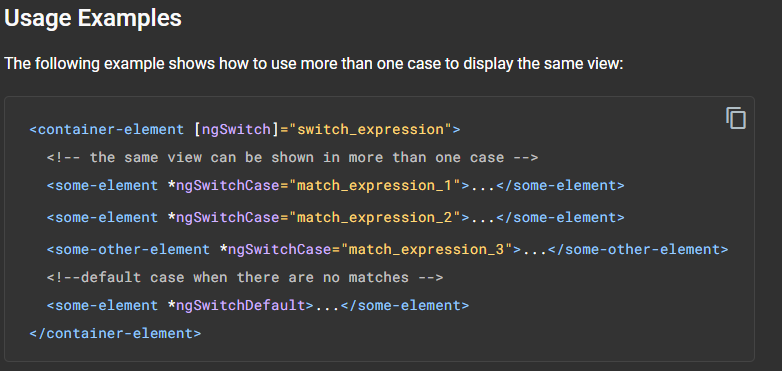 Usage Examples
The following example shows how to use more than one case to display the same view:
<container-element [ngSwitch]="switch_expression">
<!-- the same view can be shown in more than one case -->
<some-element *ngSwitchCase="match_expression_1">...</some-element>
<some-element *ngSwitchCase="match_expression_2">...</some-element>
<some-other-element *ngSwitchCase="match_expression_3">...</some-other-element>
<!--default case when there are no matches -->
<some-element *ngSwitchDefault>...</some-element>
</container-element>